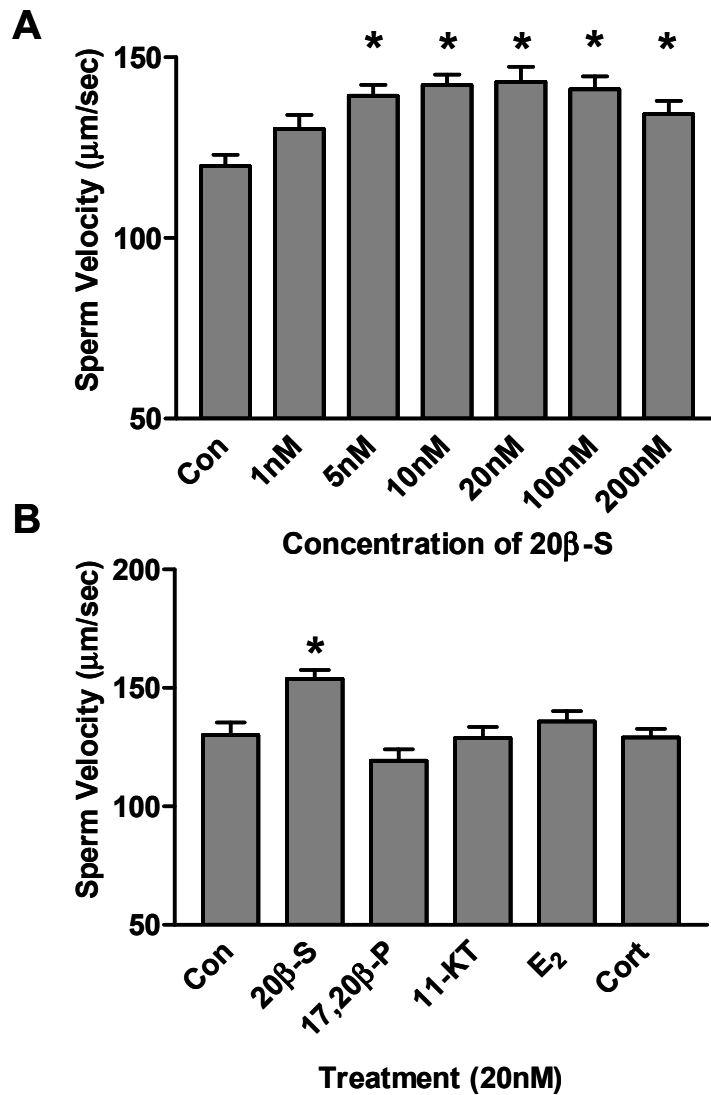 A
* * * * *
150
100
50
Sperm Velocity (μm/sec)
Con 1nM 5nM 10nM 20nM 100nM 200nM
Concentration of 20β-S
B
200
150
100
50
Sperm Velocity (μm/sec)
*
Con 20β-S 17,20β-P 11-KT E₂ Cort
Treatment (20nM)